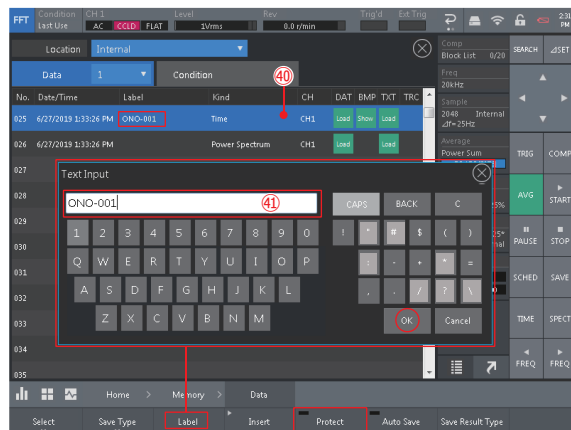 FFT Condition CH 1 Level Rev Trig'd Ext Trig 2:31
Last Use AC CCLD FLAT 1Vrms 0.0 r/min PM
Location Internal
Comp
Block List 0/20
SEARCH ⊿SET
Data 1 Condition
40
Freq
20kHz
No. Date/Time Label Kind CH DAT BMP TXT TRC
Sample
2048 Internal
⊿f=25Hz
025 6/27/2019 1:33:26 PM ONO-001 Time CH1 Load Show Load
026 6/27/2019 1:33:26 PM Power Spectrum CH1 Load Load
Average
Power Sum
TRIG COMP
027
Text Input
028
ONO-001
41
CAPS BACK C
AVG START
029
1 2 3 4 5 6 7 8 9 0 ! " # $ ( )
PAUSE STOP
030
Q W E R T Y U I O P : - + * =
031
A S D F G H J K L , . / ? \
SCHED SAVE
032
Z X C V B N M OK Cancel
033
TIME SPECT
034
035
FREQ FREQ
Home > Memory > Data
Select Save Type Label Insert Protect Auto Save Save Result Type